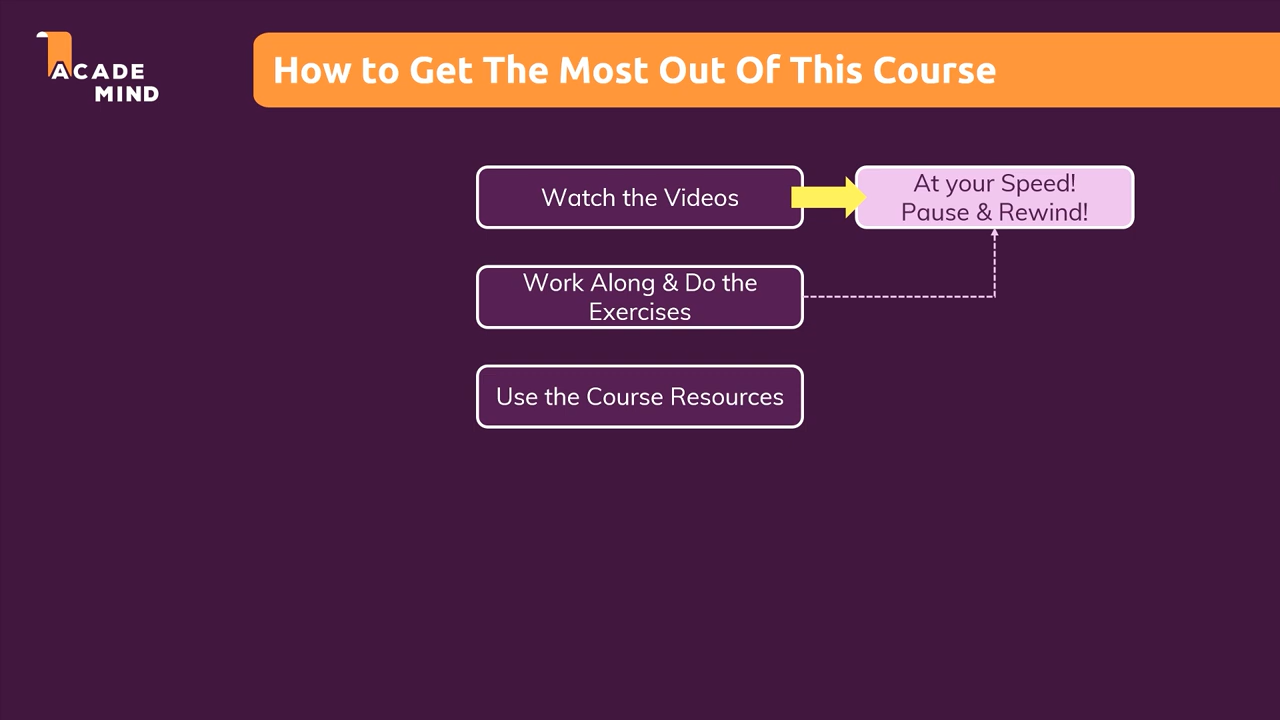 ACADE
MIND
How to Get The Most Out Of This Course
Watch the Videos
At your Speed!
Pause & Rewind!
Work Along & Do the
Exercises
Use the Course Resources